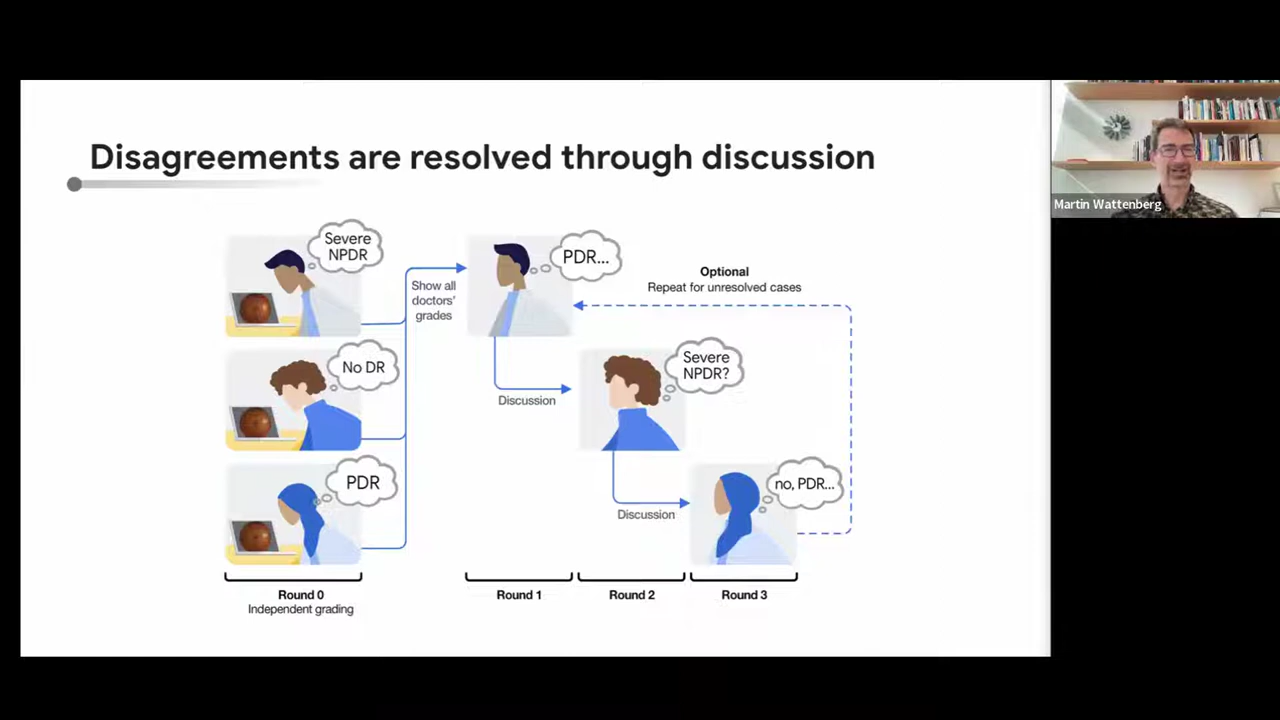 Disagreements are resolved through discussion
Severe
NPDR
No DR
PDR
Show all
doctors'
grades
PDR...
Discussion
Optional
Repeat for unresolved cases
Severe
NPDR?
Discussion
no, PDR...
Round 0
Independent grading
Round 1
Round 2
Round 3
Martin Wattenberg